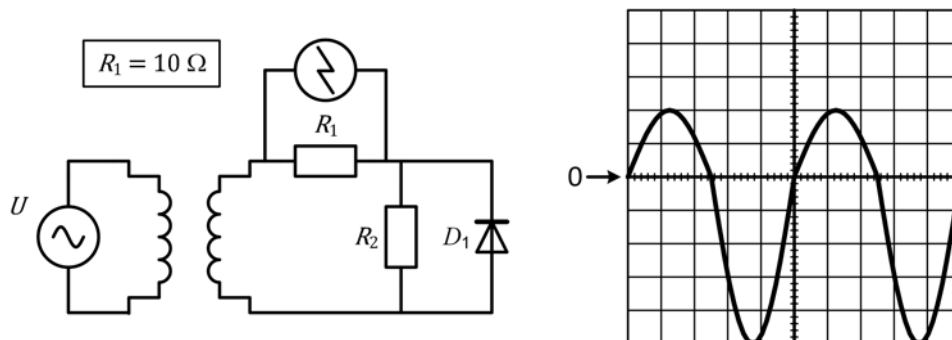 R₁ = 10 Ω
R₁
U
R₂
D₁
0